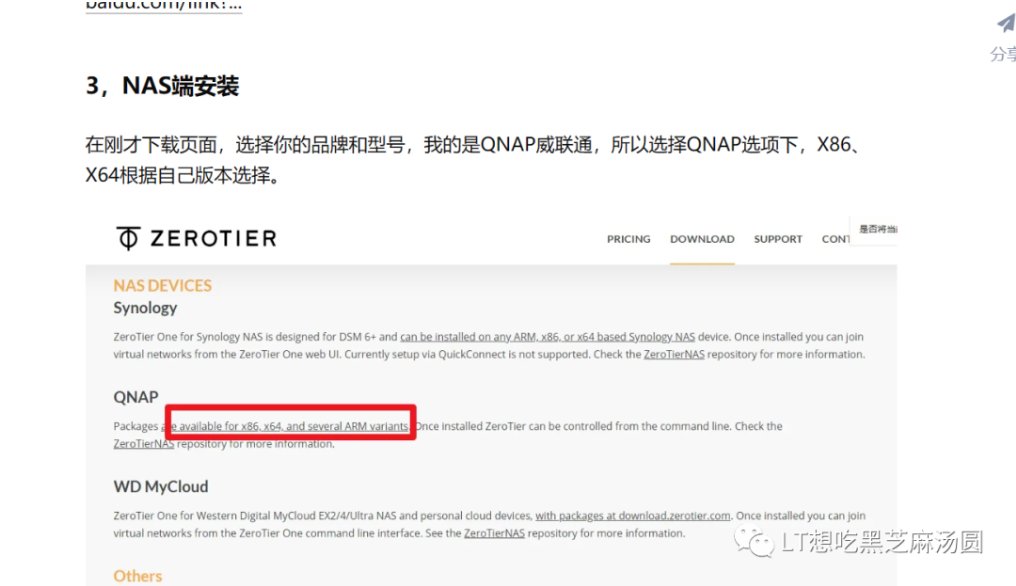 baidu.com/link?...
分享
3，NAS端安装
在刚才下载页面，选择你的品牌和型号，我的是QNAP威联通，所以选择QNAP选项下，X86、
X64根据自己版本选择。
ZEROTIER
PRICING DOWNLOAD SUPPORT CONT
是否将当
NAS DEVICES
Synology
ZeroTier One for Synology NAS is designed for DSM 6+ and can be installed on any ARM, x86, or x64 based Synology NAS device. Once installed you can join
virtual networks from the ZeroTier One web UI. Currently setup via QuickConnect is not supported. Check the ZeroTierNAS repository for more information.
QNAP
Packages are available for x86, x64, and several ARM variants. Once installed ZeroTier can be controlled from the command line. Check the
ZeroTierNAS repository for more information.
WD MyCloud
ZeroTier One for Western Digital MyCloud EX2/4/Ultra NAS and personal cloud devices, with packages at download.zerotier.com. Once installed you can join
virtual networks from the ZeroTier One command line interface. See the ZeroTierNAS repository for more information.
LT想吃黑芝麻汤圆
Others